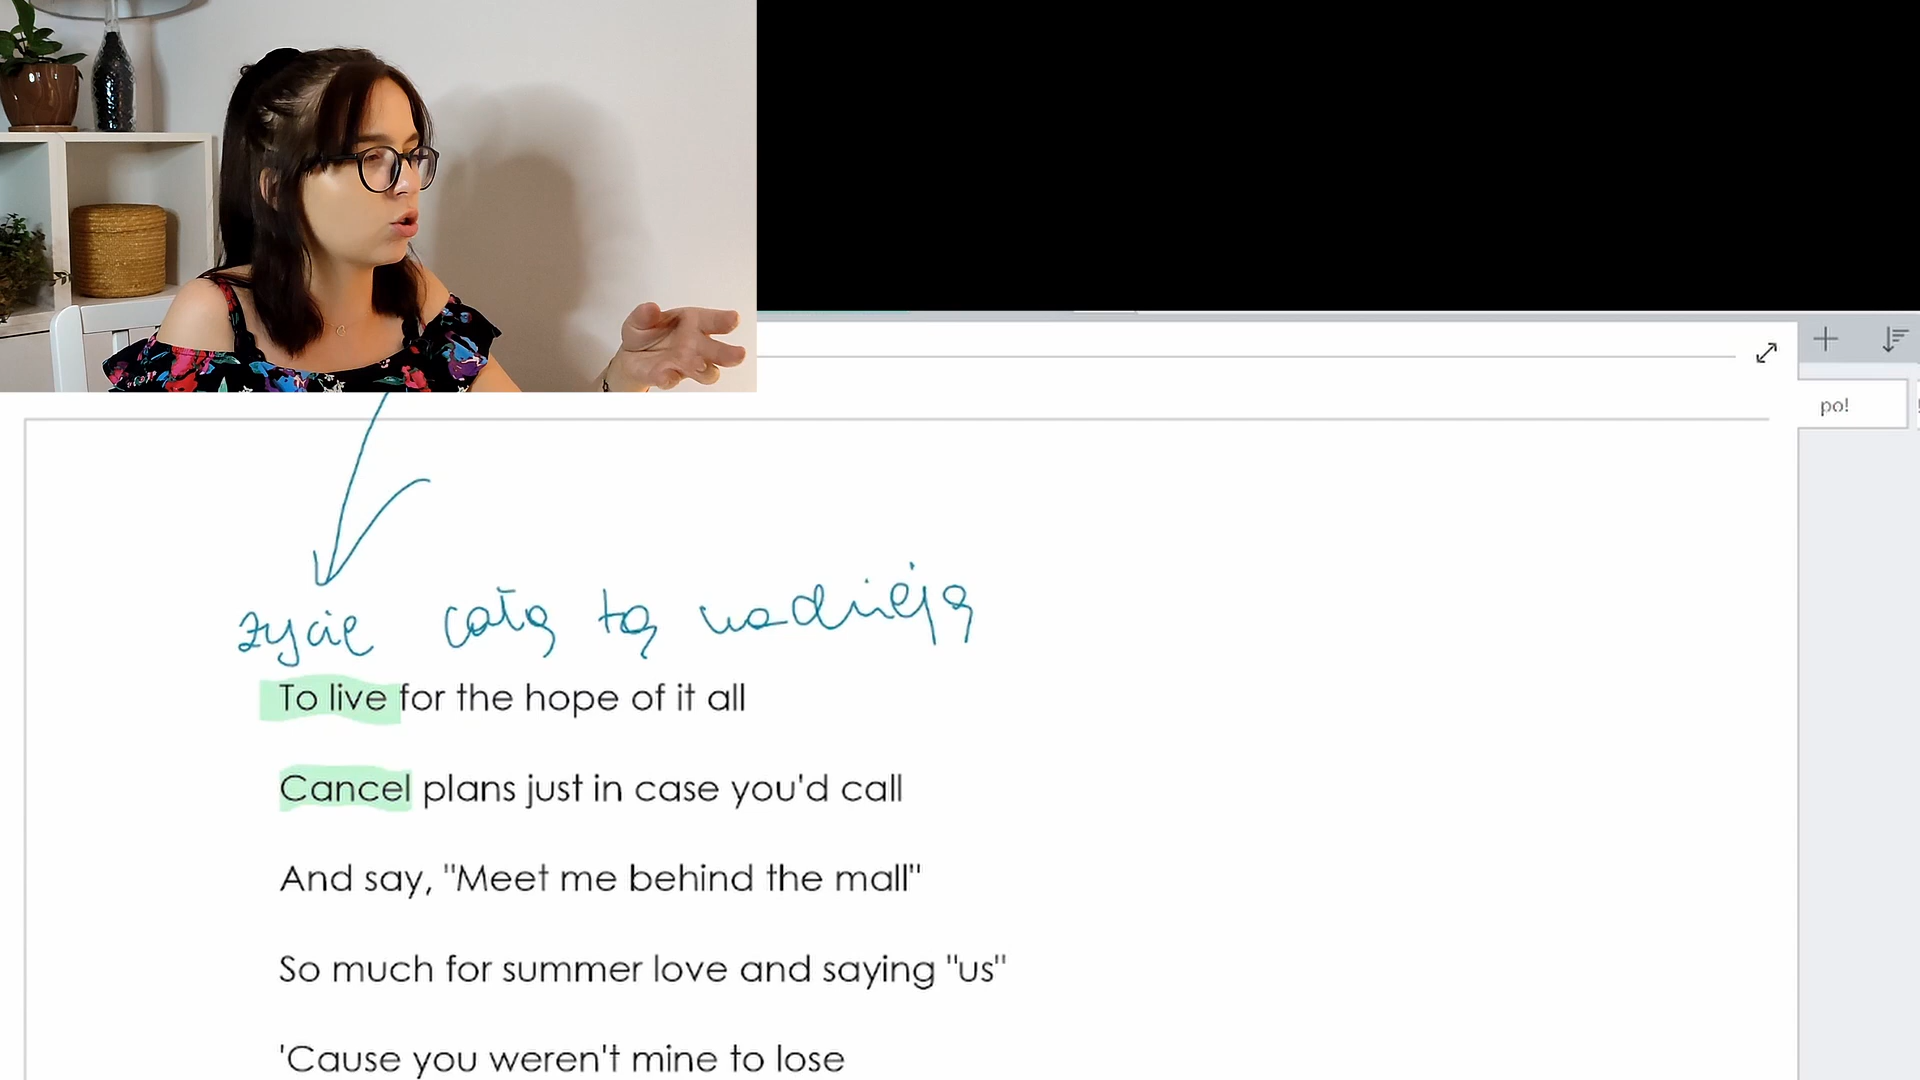 po!
życie całą tą nadzieją
To live for the hope of it all
Cancel plans just in case you'd call
And say, "Meet me behind the mall"
So much for summer love and saying "us"
'Cause you weren't mine to lose